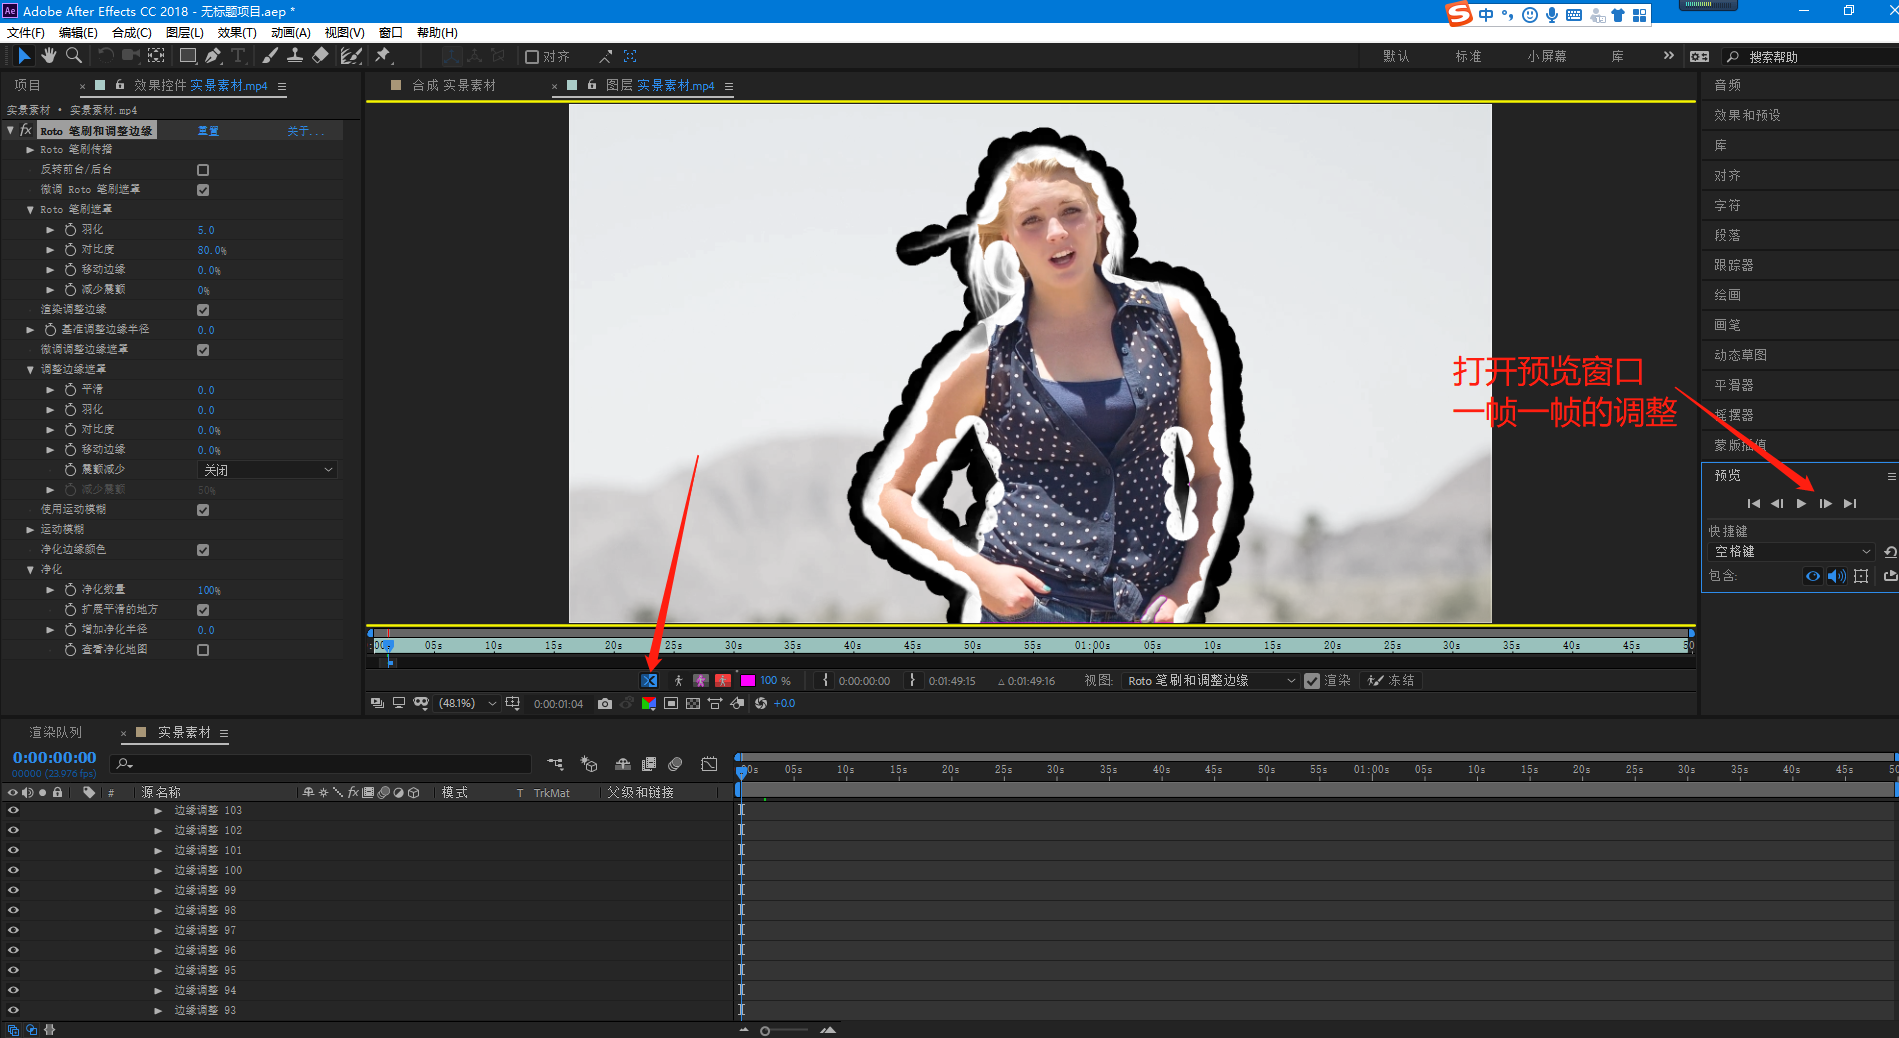 Ae Adobe After Effects CC 2018 - 无标题项目.aep *
中
文件(F) 编辑(E) 合成(C) 图层(L) 效果(T) 动画(A) 视图(V) 窗口 帮助(H)
对齐 默认 标准 小屏幕 库 » 搜索帮助
项目 × 效果控件 实景素材.mp4 ≡
合成 实景素材 × 图层 实景素材.mp4 ≡
实景素材 • 实景素材.mp4
fx Roto 笔刷和调整边缘 重置 关于...
Roto 笔刷传播
反转前台/后台
微调 Roto 笔刷遮罩
Roto 笔刷遮罩
羽化 5.0
对比度 80.0%
移动边缘 0.0%
减少震颤 0%
渲染调整边缘
基准调整边缘半径 0.0
微调调整边缘遮罩
调整边缘遮罩
平滑 0.0
羽化 0.0
对比度 0.0%
移动边缘 0.0%
震颤减少 关闭
减少震颤 50%
使用运动模糊
运动模糊
净化边缘颜色
净化
净化数量 100%
扩展平滑的地方
增加净化半径 0.0
查看净化地图
打开预览窗口
一帧一帧的调整
音频
效果和预设
库
对齐
字符
段落
跟踪器
绘画
画笔
动态草图
平滑器
摇摆器
蒙版插值
预览 ≡
快捷键
空格键
包含:
05s 10s 15s 20s 25s 30s 35s 40s 45s 50s 55s 01:00s 05s 10s 15s 20s 25s 30s 35s 40s 45s 50
100 % 0:00:00:00 0:01:49:15 △ 0:01:49:16 视图: Roto 笔刷和调整边缘 渲染 冻结
(48.1%) 0:00:01:04 +0.0
渲染队列 × 实景素材 ≡
0:00:00:00
00000 (23.976 fps)
00s 05s 10s 15s 20s 25s 30s 35s 40s 45s 50s 55s 01:00s 05s 10s 15s 20s 25s 30s 35s 40s 45s 50
# 源名称 fx 模式 T TrkMat 父级和链接
边缘调整 103
边缘调整 102
边缘调整 101
边缘调整 100
边缘调整 99
边缘调整 98
边缘调整 97
边缘调整 96
边缘调整 95
边缘调整 94
边缘调整 93